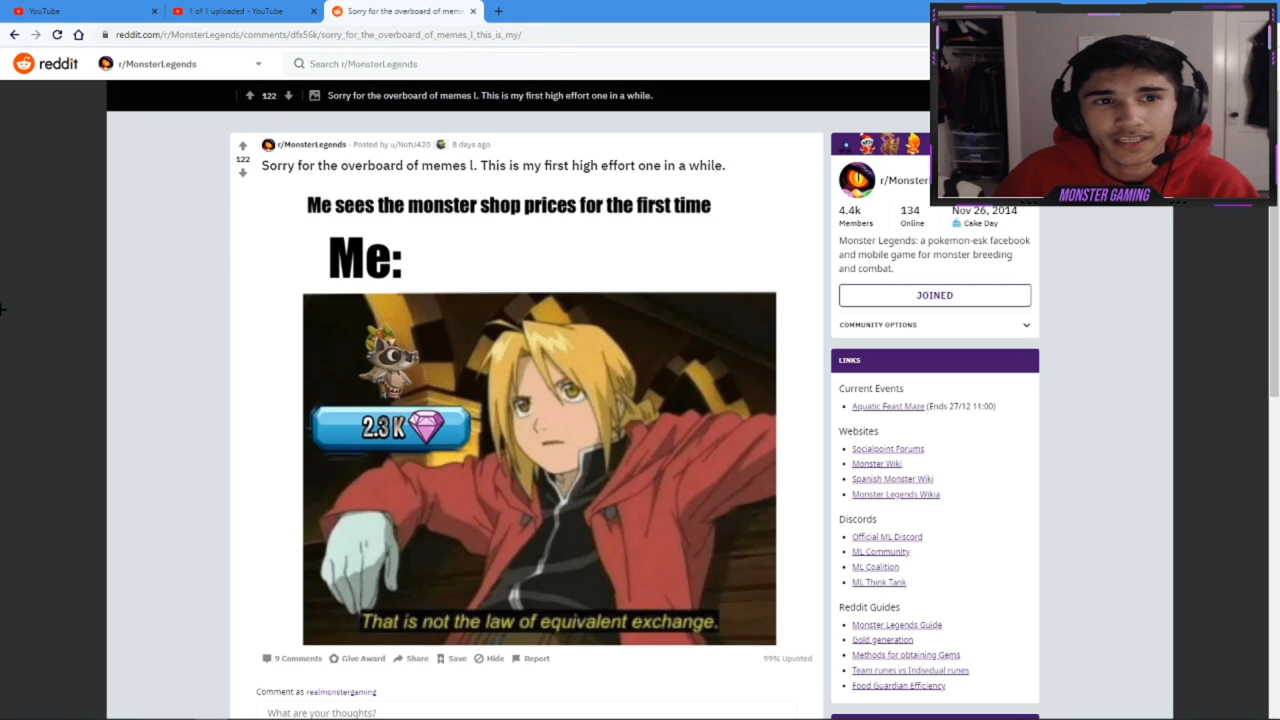 YouTube
1 of 1 uploaded - YouTube
Sorry for the overboard of meme
reddit.com/r/MonsterLegends/comments/dfx56k/sorry_for_the_overboard_of_memes_l_this_is_my/
reddit
r/MonsterLegends
Search r/MonsterLegends
122
Sorry for the overboard of memes l. This is my first high effort one in a while.
r/MonsterLegends · Posted by u/NotU420 8 days ago
122
Sorry for the overboard of memes l. This is my first high effort one in a while.
Me sees the monster shop prices for the first time
Me:
2.3K
That is not the law of equivalent exchange.
9 Comments
Give Award
Share
Save
Hide
Report
99% Upvoted
Comment as realmonstergaming
What are your thoughts?
MONSTER GAMING
r/Monster
4.4k
Members
134
Online
Nov 26, 2014
Cake Day
Monster Legends: a pokemon-esk facebook
and mobile game for monster breeding
and combat.
JOINED
COMMUNITY OPTIONS
LINKS
Current Events
Aquatic Feast Maze (Ends 27/12 11:00)
Websites
Socialpoint Forums
Monster Wiki
Spanish Monster Wiki
Monster Legends Wikia
Discords
Official ML Discord
ML Community
ML Coalition
ML Think Tank
Reddit Guides
Monster Legends Guide
Gold generation
Methods for obtaining Gems
Team runes vs Individual runes
Food Guardian Efficiency